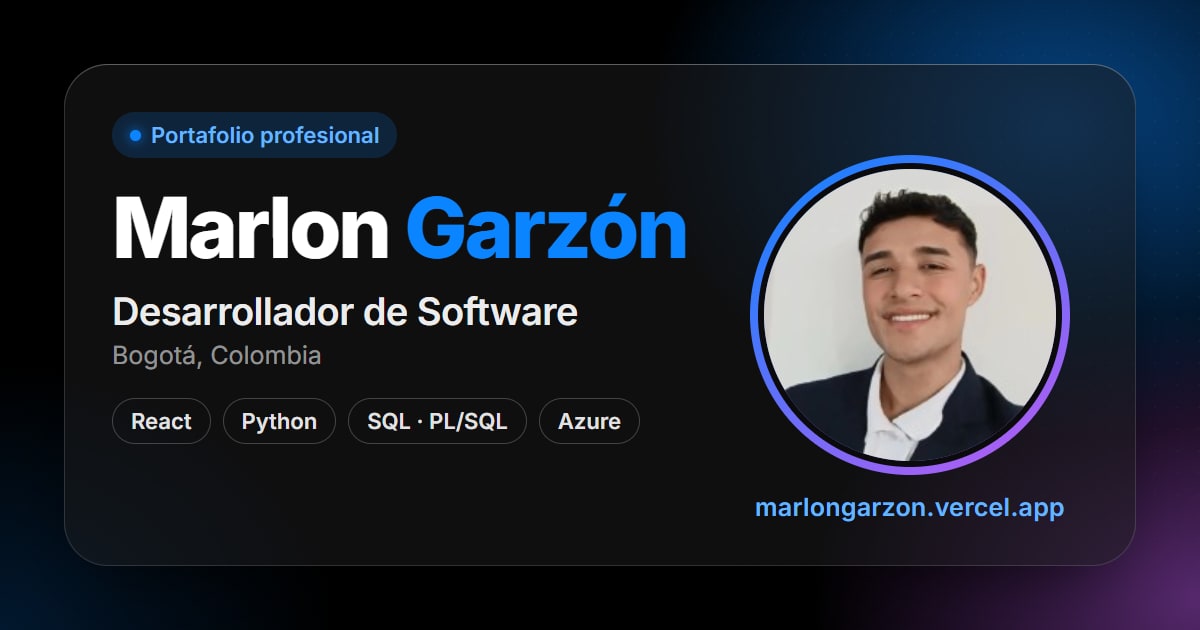 Portafolio profesional
Marlon Garzón
Desarrollador de Software
Bogotá, Colombia
React Python SQL · PL/SQL Azure
marlongarzon.vercel.app